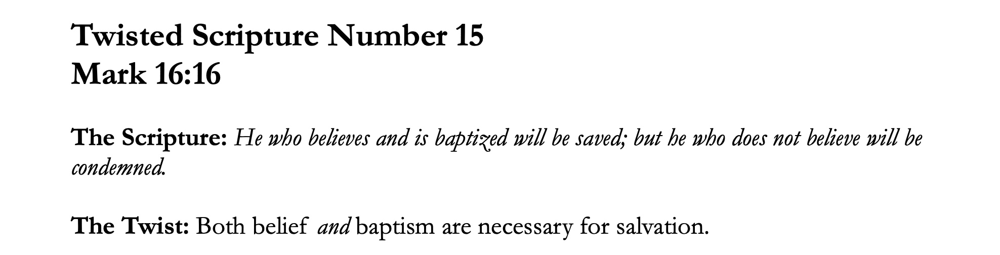 Twisted Scripture Number 15
Mark 16:16
The Scripture: He who believes and is baptized will be saved; but he who does not believe will be
condemned.
The Twist: Both belief and baptism are necessary for salvation.